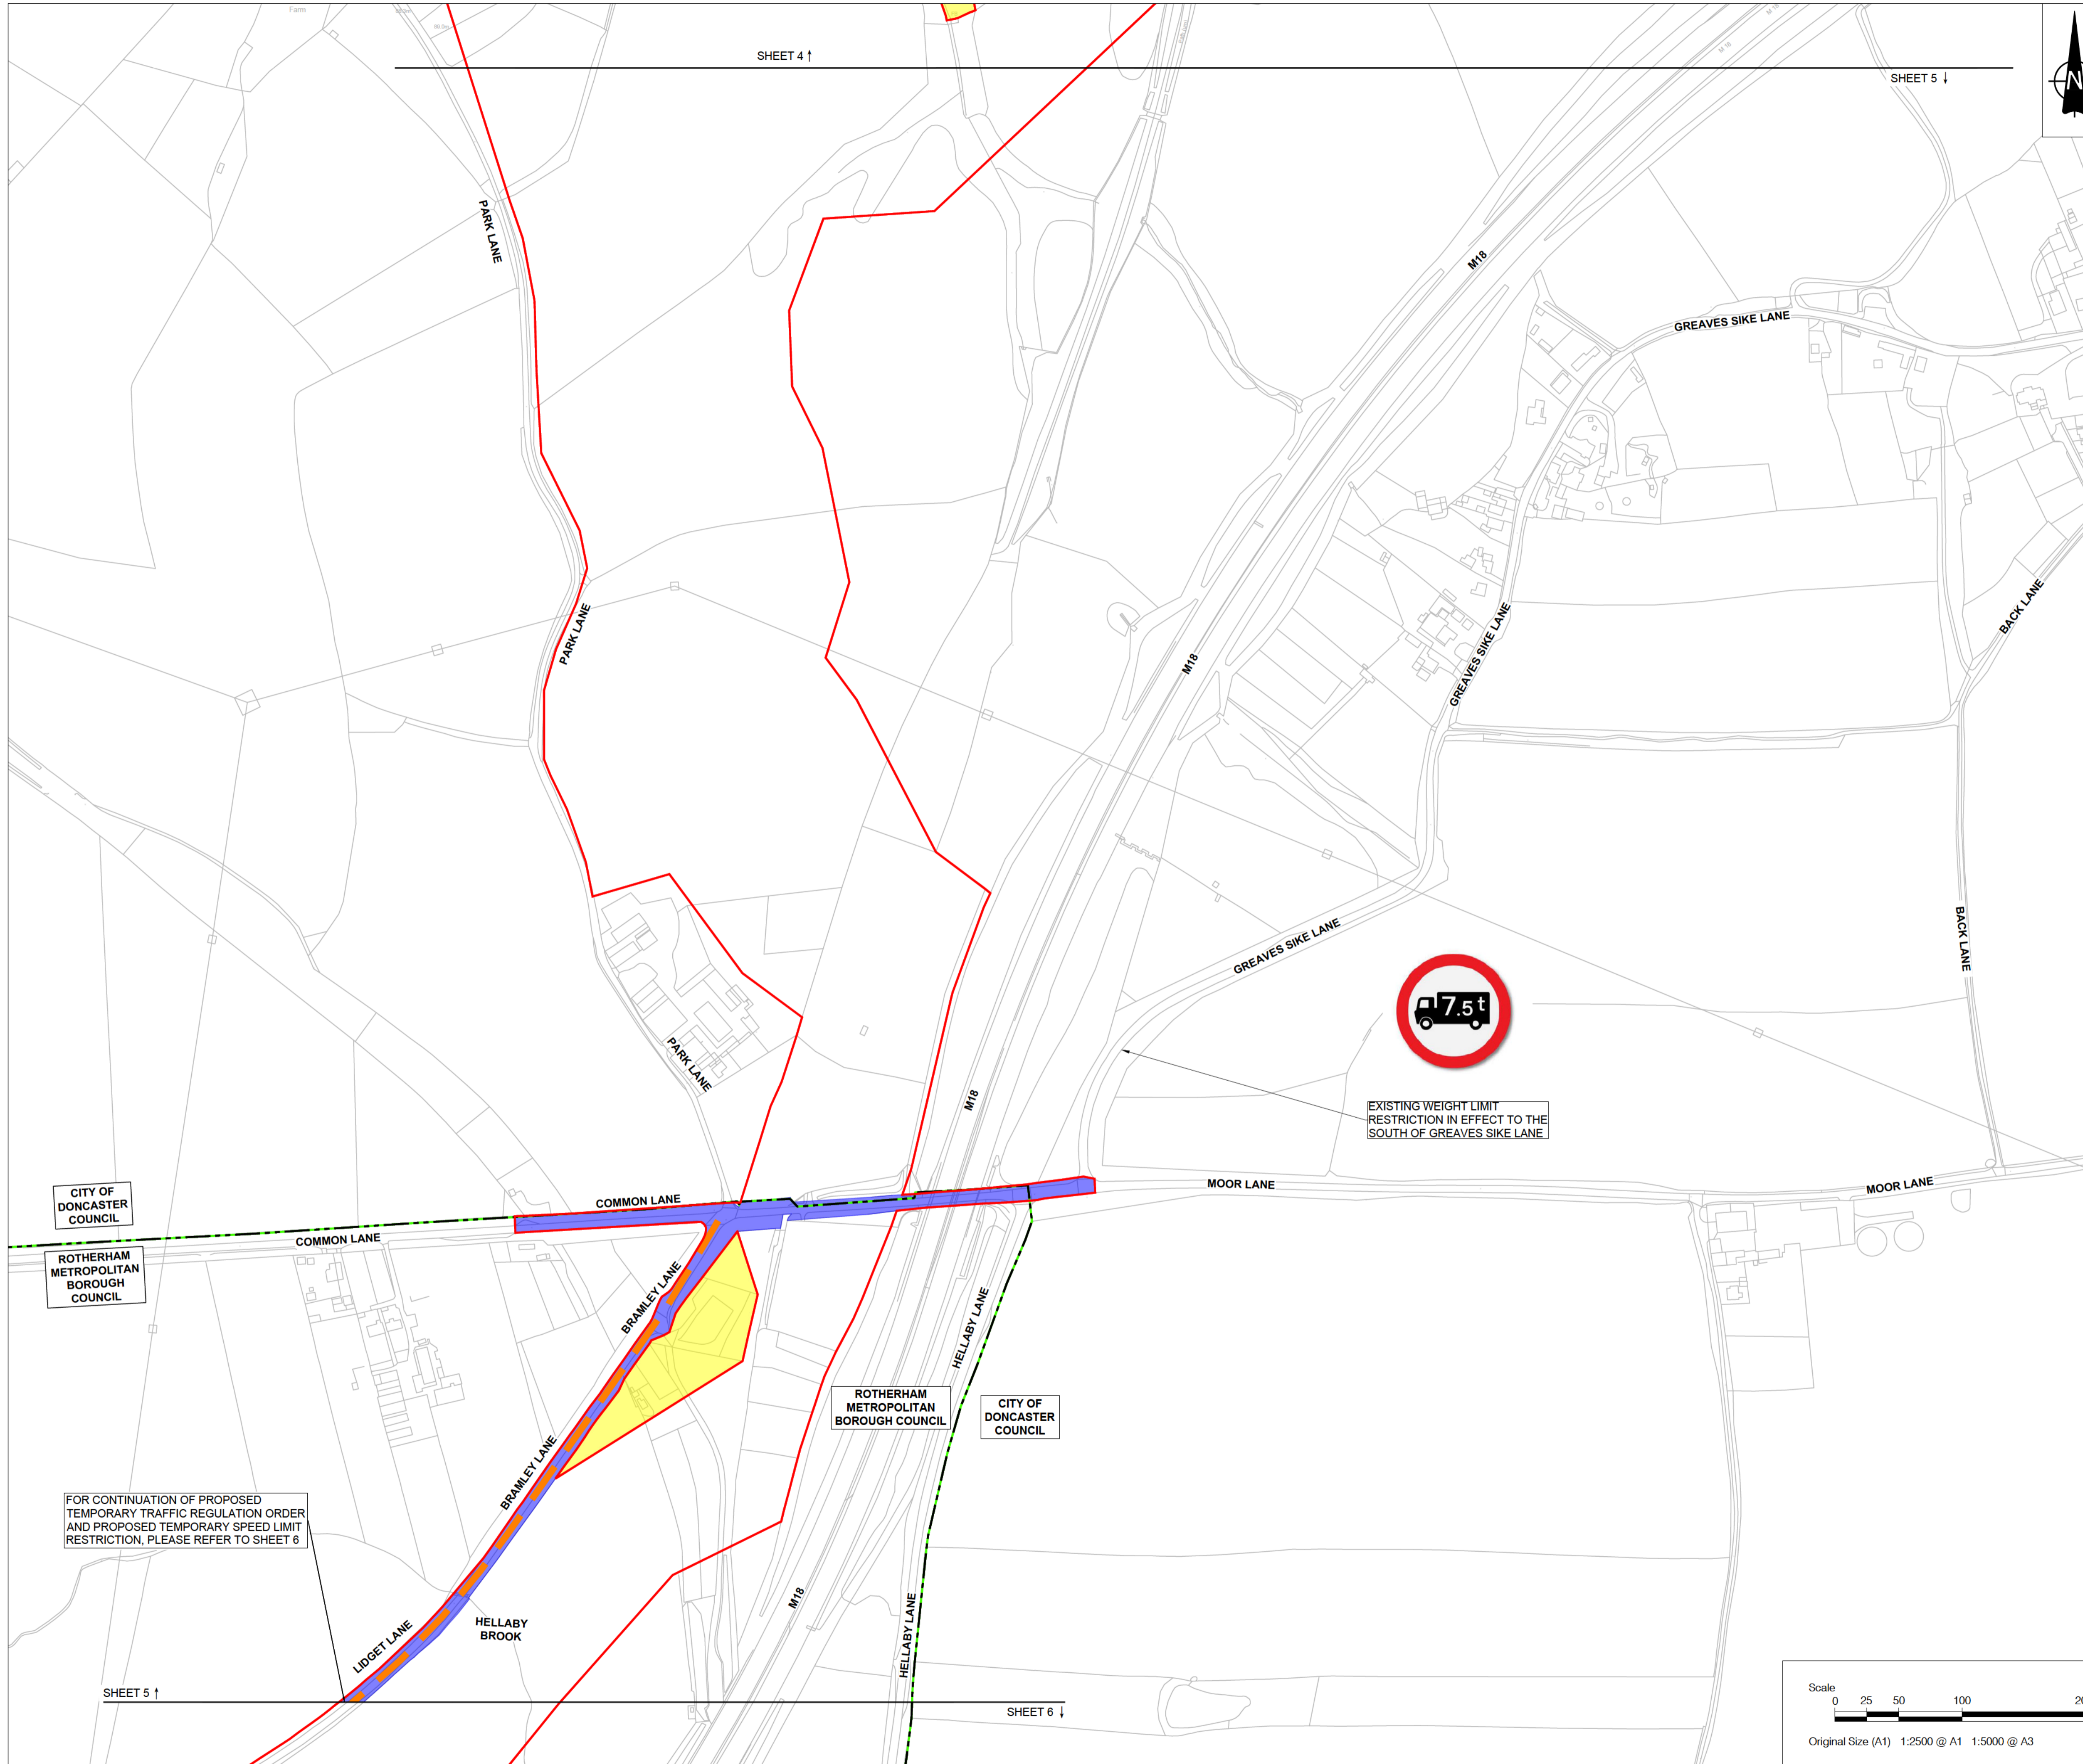 Farm
SHEET 4 ↑
SHEET 5 ↓
N
M 18
M 18
PARK LANE
M18
GREAVES SIKE LANE
PARK LANE
M18
GREAVES SIKE LANE
BACK LANE
GREAVES SIKE LANE
BACK LANE
7.5t
PARK LANE
M18
EXISTING WEIGHT LIMIT
RESTRICTION IN EFFECT TO THE
SOUTH OF GREAVES SIKE LANE
CITY OF
DONCASTER
COUNCIL
COMMON LANE
MOOR LANE
MOOR LANE
COMMON LANE
ROTHERHAM
METROPOLITAN
BOROUGH
COUNCIL
BRAMLEY LANE
HELLABY LANE
ROTHERHAM
METROPOLITAN
BOROUGH COUNCIL
CITY OF
DONCASTER
COUNCIL
BRAMLEY LANE
FOR CONTINUATION OF PROPOSED
TEMPORARY TRAFFIC REGULATION ORDER
AND PROPOSED TEMPORARY SPEED LIMIT
RESTRICTION, PLEASE REFER TO SHEET 6
M18
HELLABY LANE
LIDGET LANE
HELLABY
BROOK
SHEET 5 ↑
SHEET 6 ↓
Scale
0 25 50 100
Original Size (A1) 1:2500 @ A1 1:5000 @ A3